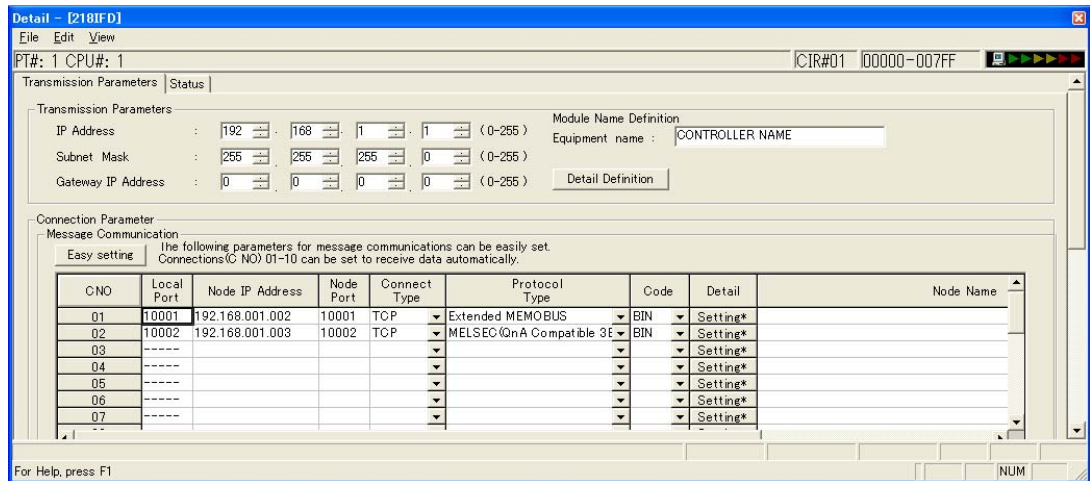 Detail - [218IFD]
File Edit View
PT#: 1 CPU#: 1 CIR#01 00000-007FF
Transmission Parameters Status
Transmission Parameters
IP Address : 192 . 168 . 1 . 1 (0-255)
Subnet Mask : 255 . 255 . 255 . 0 (0-255)
Gateway IP Address : 0 . 0 . 0 . 0 (0-255)
Module Name Definition
Equipment name : CONTROLLER NAME
Detail Definition
Connection Parameter
Message Communication
Easy setting
The following parameters for message communications can be easily set.
Connections(C NO) 01-10 can be set to receive data automatically.
CNO Local Port Node IP Address Node Port Connect Type Protocol Type Code Detail Node Name
01 10001 192.168.001.002 10001 TCP Extended MEMOBUS BIN Setting*
02 10002 192.168.001.003 10002 TCP MELSEC(QnA Compatible 3E BIN Setting*
03 ----- Setting*
04 ----- Setting*
05 ----- Setting*
06 ----- Setting*
07 ----- Setting*
For Help, press F1 NUM